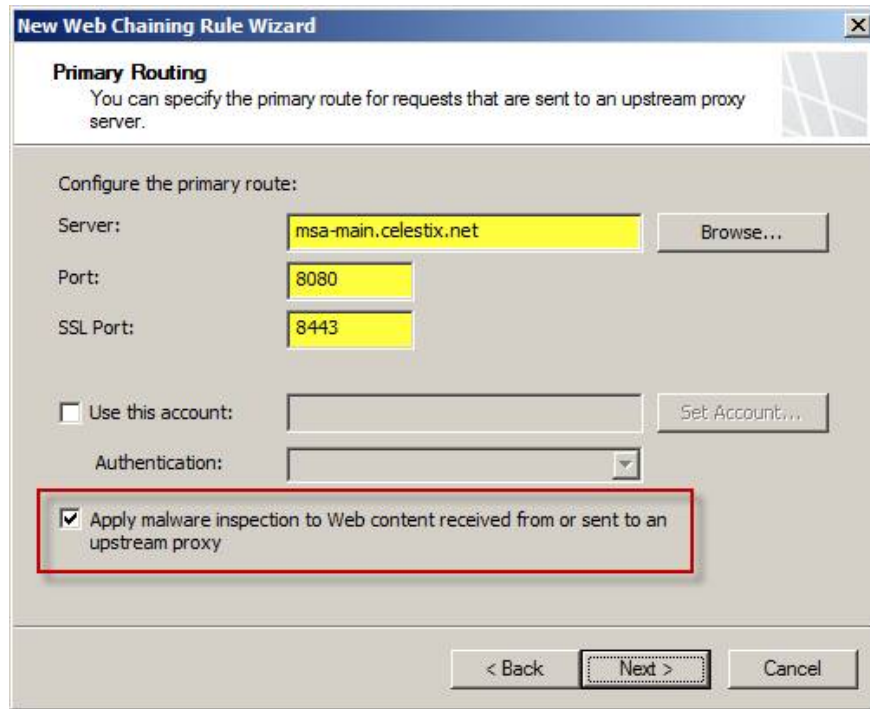 New Web Chaining Rule Wizard
Primary Routing
You can specify the primary route for requests that are sent to an upstream proxy
server.
Configure the primary route:
Server:
msa-main.celestix.net
Browse...
Port:
8080
SSL Port:
8443
Use this account:
Set Account...
Authentication:
Apply malware inspection to Web content received from or sent to an
upstream proxy
< Back
Next >
Cancel